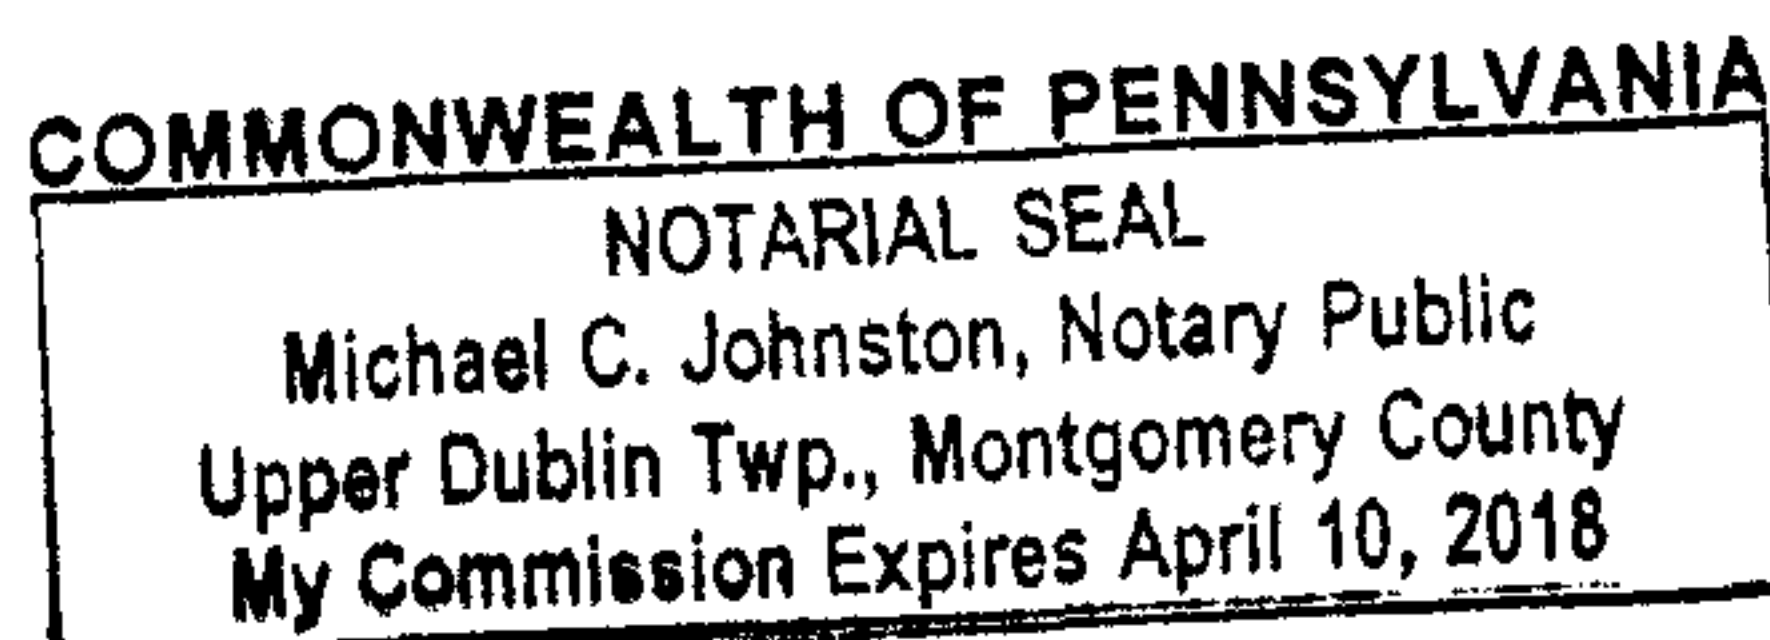 COMMONWEALTH OF PENNSYLVANIA
NOTARIAL SEAL
Michael C. Johnston, Notary Public
Upper Dublin Twp., Montgomery County
My Commission Expires April 10, 2018